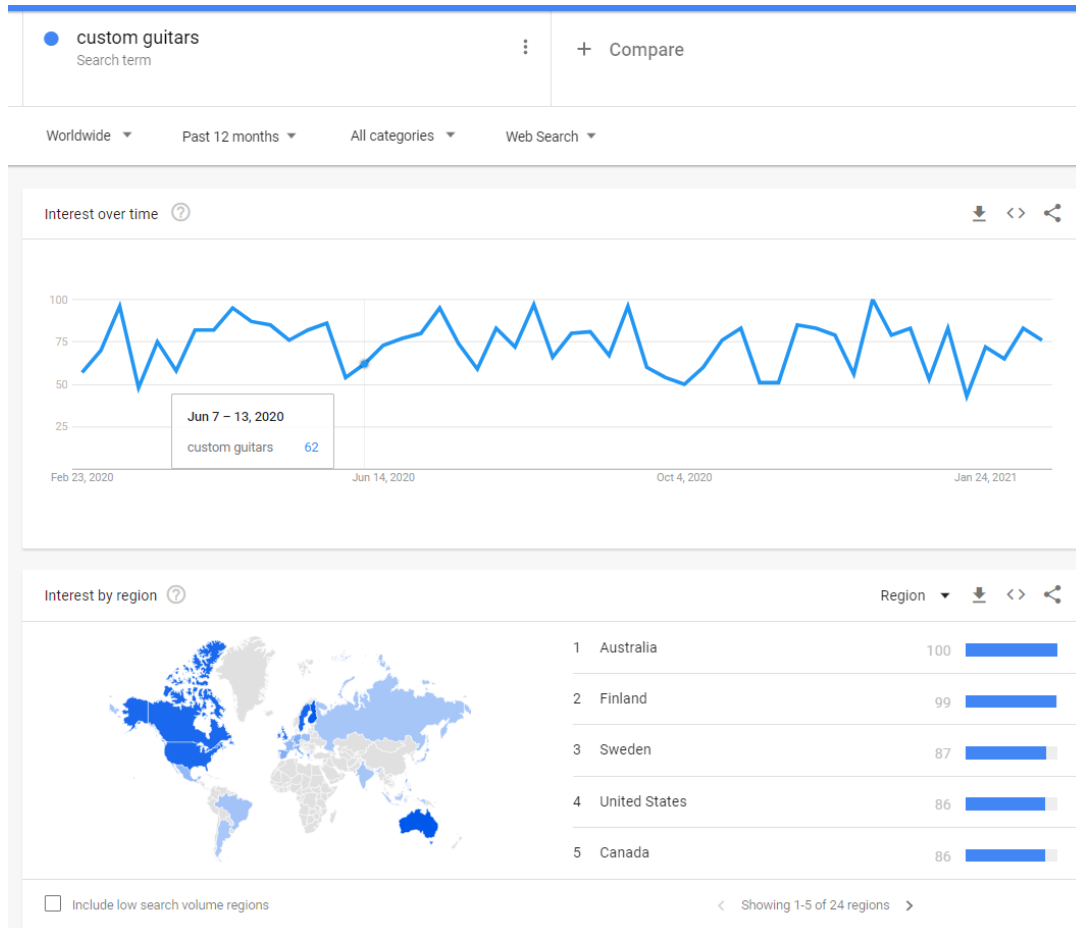 custom guitars
Search term
+ Compare
Worldwide
Past 12 months
All categories
Web Search
Interest over time ?
100
75
50
25
Jun 7 – 13, 2020
custom guitars 62
Feb 23, 2020 Jun 14, 2020 Oct 4, 2020 Jan 24, 2021
Interest by region ?
Region
1 Australia 100
2 Finland 99
3 Sweden 87
4 United States 86
5 Canada 86
Include low search volume regions
Showing 1-5 of 24 regions